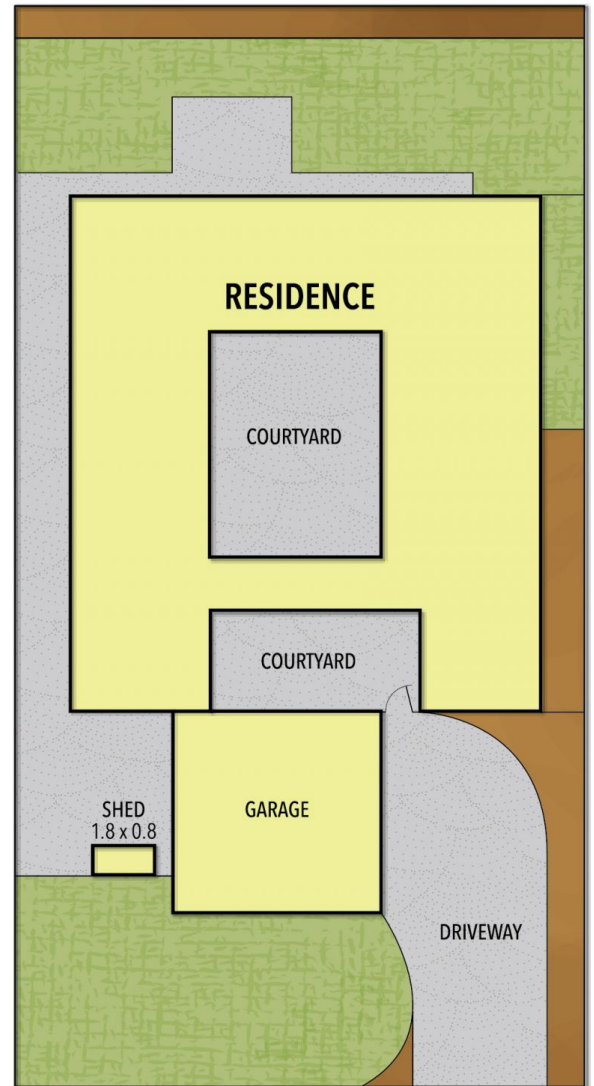 RESIDENCE
COURTYARD
COURTYARD
SHED
1.8 x 0.8
GARAGE
DRIVEWAY